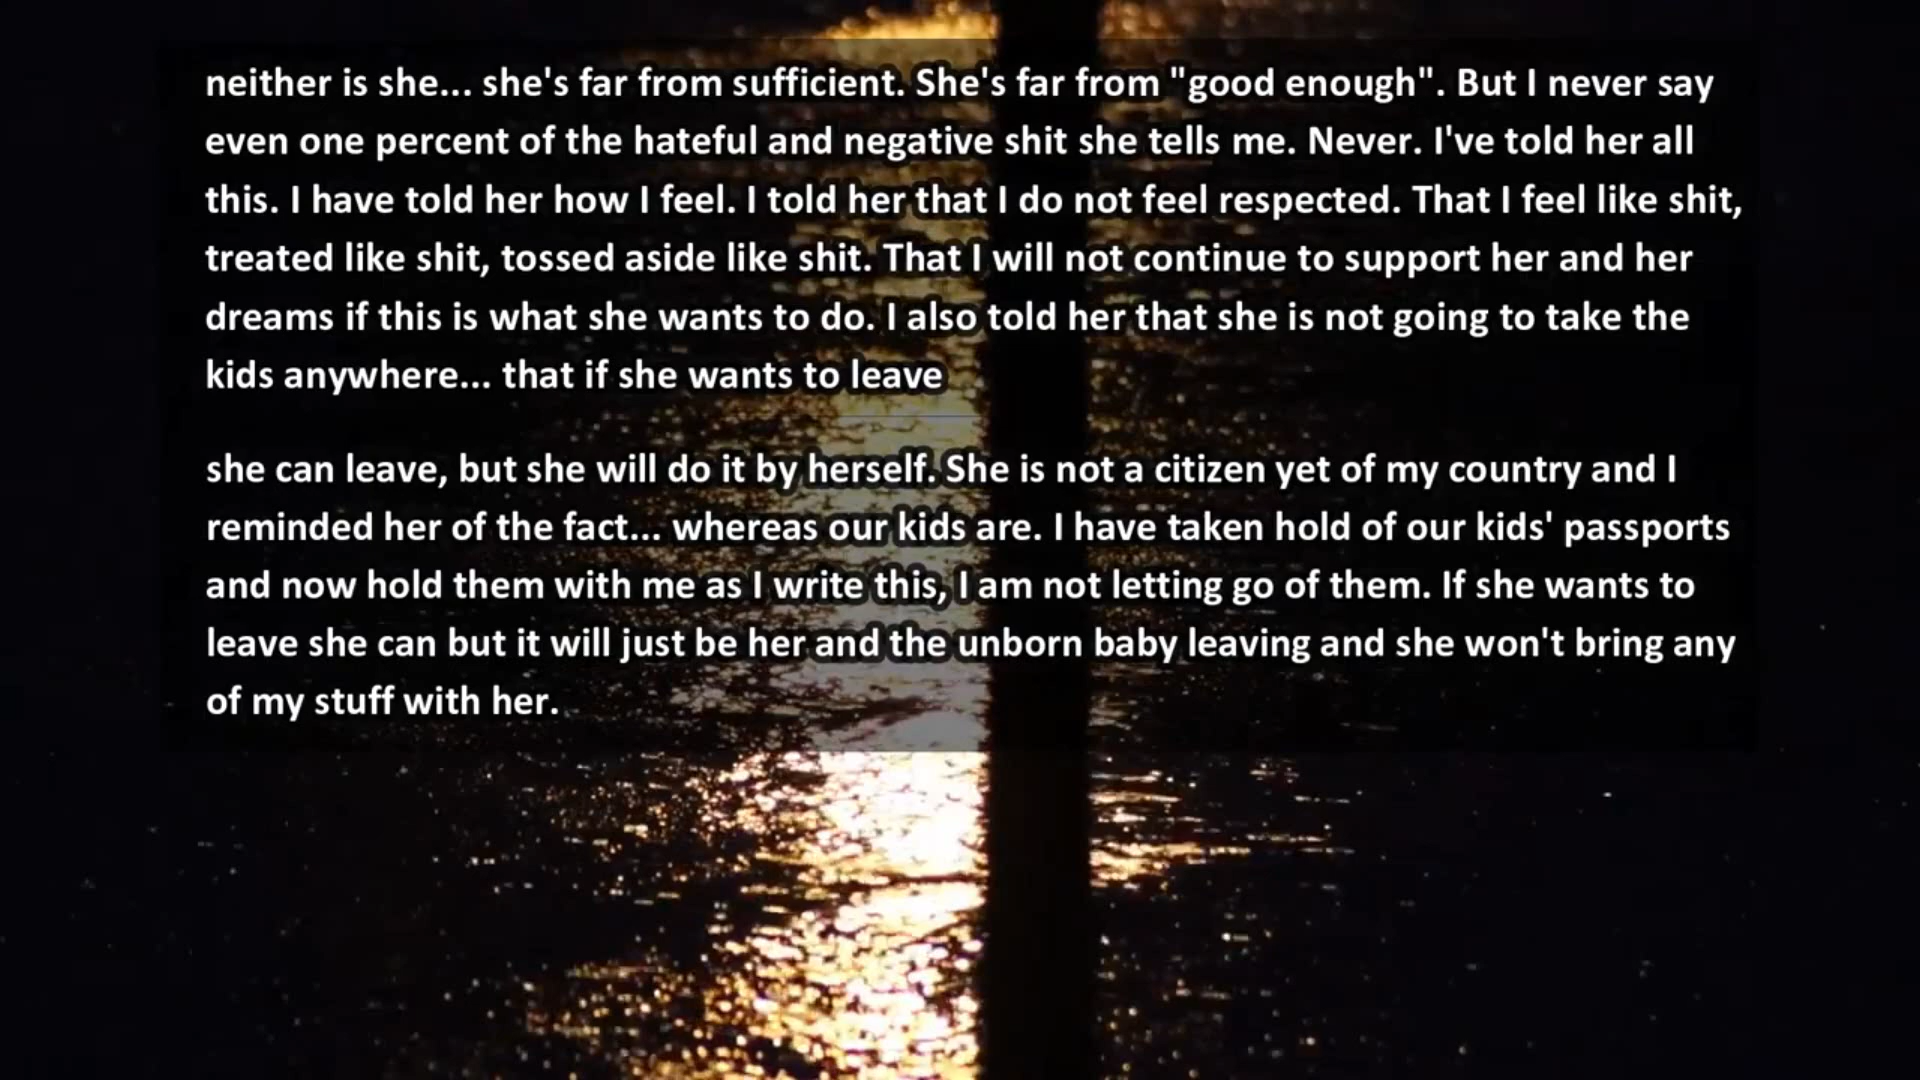 neither is she... she's far from sufficient. She's far from "good enough". But I never say
even one percent of the hateful and negative shit she tells me. Never. I've told her all
this. I have told her how I feel. I told her that I do not feel respected. That I feel like shit,
treated like shit, tossed aside like shit. That I will not continue to support her and her
dreams if this is what she wants to do. I also told her that she is not going to take the
kids anywhere... that if she wants to leave
she can leave, but she will do it by herself. She is not a citizen yet of my country and I
reminded her of the fact... whereas our kids are. I have taken hold of our kids' passports
and now hold them with me as I write this, I am not letting go of them. If she wants to
leave she can but it will just be her and the unborn baby leaving and she won't bring any
of my stuff with her.